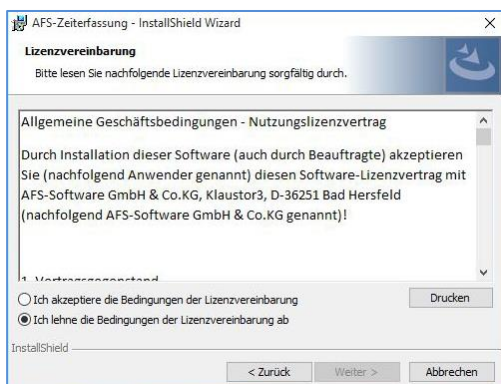 AFS-Zeiterfassung - InstallShield Wizard
Lizenzvereinbarung
Bitte lesen Sie nachfolgende Lizenzvereinbarung sorgfältig durch.
Allgemeine Geschäftsbedingungen - Nutzungslizenzvertrag
Durch Installation dieser Software (auch durch Beauftragte) akzeptieren
Sie (nachfolgend Anwender genannt) diesen Software-Lizenzvertrag mit
AFS-Software GmbH & Co.KG, Klaustor3, D-36251 Bad Hersfeld
(nachfolgend AFS-Software GmbH & Co.KG genannt)!
1. Vertragsgegenstand
Ich akzeptiere die Bedingungen der Lizenzvereinbarung
Drucken
Ich lehne die Bedingungen der Lizenzvereinbarung ab
InstallShield
< Zurück
Weiter >
Abbrechen